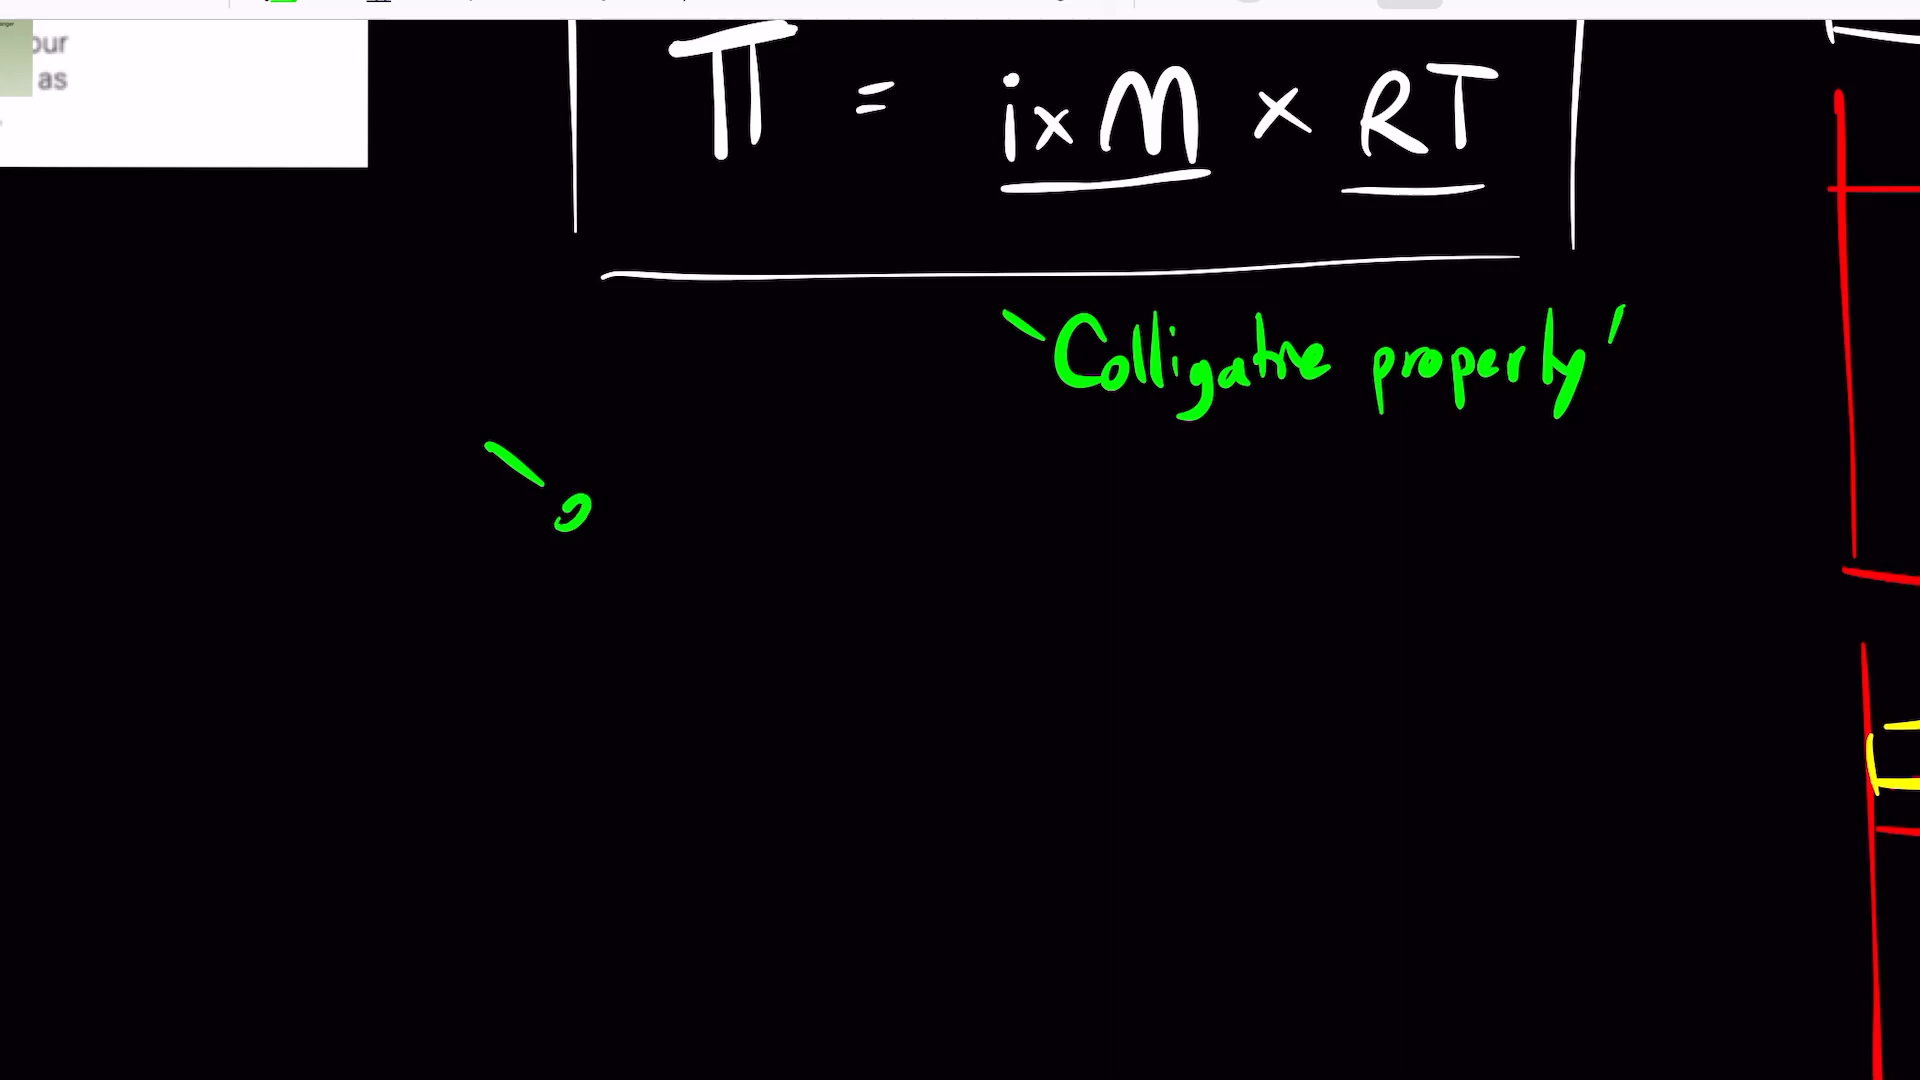 our
as
π = i x M × RT
'Colligative property'